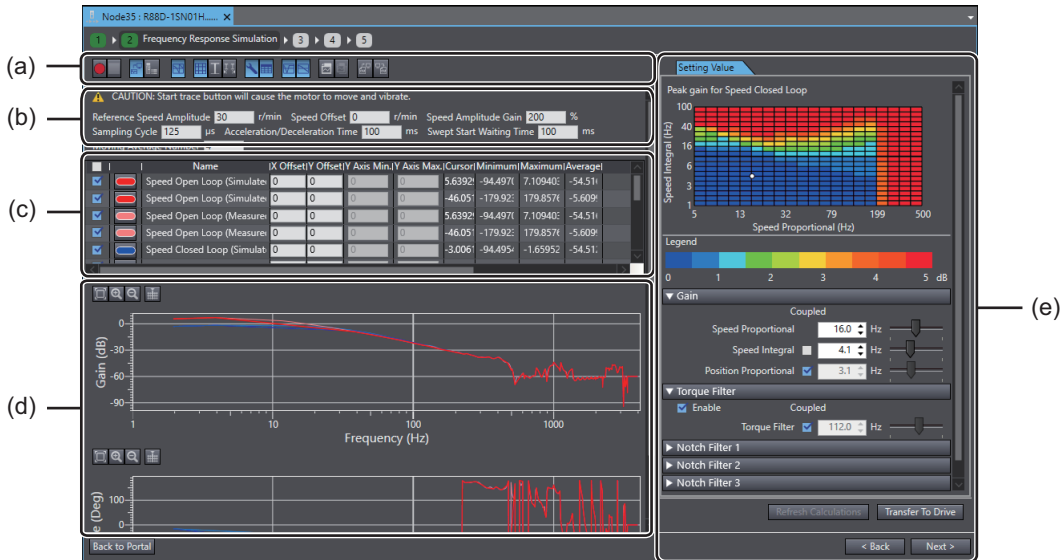 Node35 : R88D-1SN01H...... ×
1 2 Frequency Response Simulation 3 4 5
(a)
(b)
CAUTION: Start trace button will cause the motor to move and vibrate.
Reference Speed Amplitude 30 r/min Speed Offset 0 r/min Speed Amplitude Gain 200 %
Sampling Cycle 125 µs Acceleration/Deceleration Time 100 ms Swept Start Waiting Time 100 ms
(c)
Name X Offset Y Offset Y Axis Min. Y Axis Max. Cursor Minimum Maximum Average
Speed Open Loop (Simulate 0 0 0 0 5.6392 -94.497 7.10940 -54.51
Speed Open Loop (Simulate 0 0 0 0 -46.05 -179.92 179.857 -5.609
Speed Open Loop (Measure 0 0 0 0 5.6392 -94.497 7.10940 -54.51
Speed Open Loop (Measure 0 0 0 0 -46.05 -179.92 179.857 -5.609
Speed Closed Loop (Simulat 0 0 0 0 -3.006 -94.495 -1.6595 -54.51
(d)
Gain (dB)
0
-30
-60
-90
1 10 100 1000
Frequency (Hz)
(Deg)
100
0
Back to Portal
(e)
Setting Value
Peak gain for Speed Closed Loop
Speed Integral (Hz)
100
40
16
6
3
1
5 13 32 79 199 500
Speed Proportional (Hz)
Legend
0 1 2 3 4 5 dB
Gain
Coupled
Speed Proportional 16.0 Hz
Speed Integral 4.1 Hz
Position Proportional 3.1 Hz
Torque Filter
Enable Coupled
Torque Filter 112.0 Hz
Notch Filter 1
Notch Filter 2
Notch Filter 3
Refresh Calculations Transfer To Drive
< Back Next >